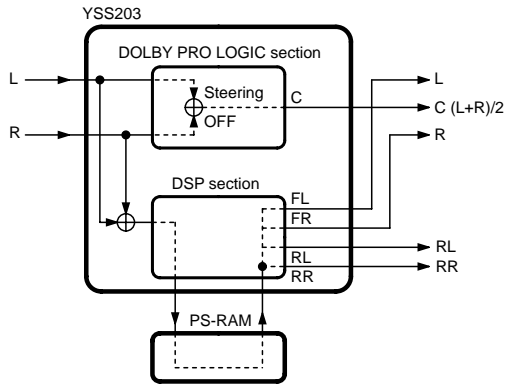 YSS203
DOLBY PRO LOGIC section
L
Steering
C
OFF
L
C (L+R)/2
R
R
DSP section
FL
FR
RL
RR
RL
RR
PS-RAM